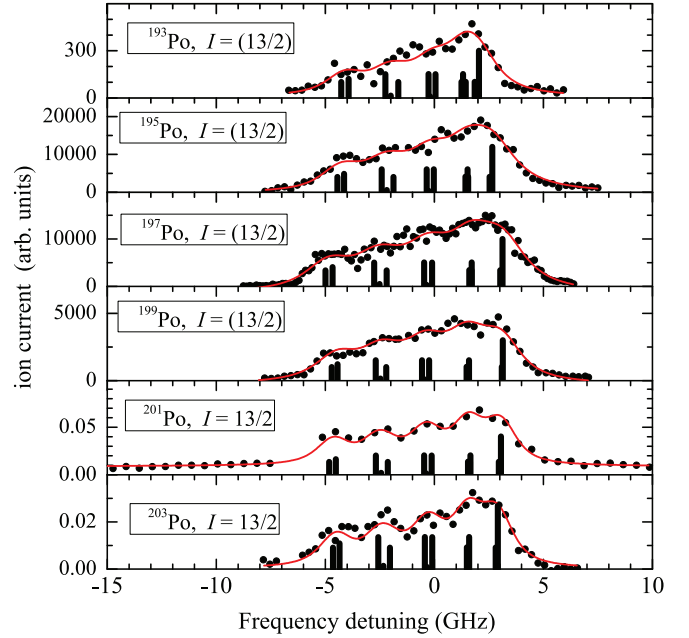 300
0
¹⁹³Po, I = (13/2)
20000
10000
0
¹⁹⁵Po, I = (13/2)
10000
0
¹⁹⁷Po, I = (13/2)
5000
0
¹⁹⁹Po, I = (13/2)
0.05
0.00
²⁰¹Po, I = 13/2
0.02
0.00
²⁰³Po, I = 13/2
ion current (arb. units)
-15 -10 -5 0 5 10
Frequency detuning (GHz)